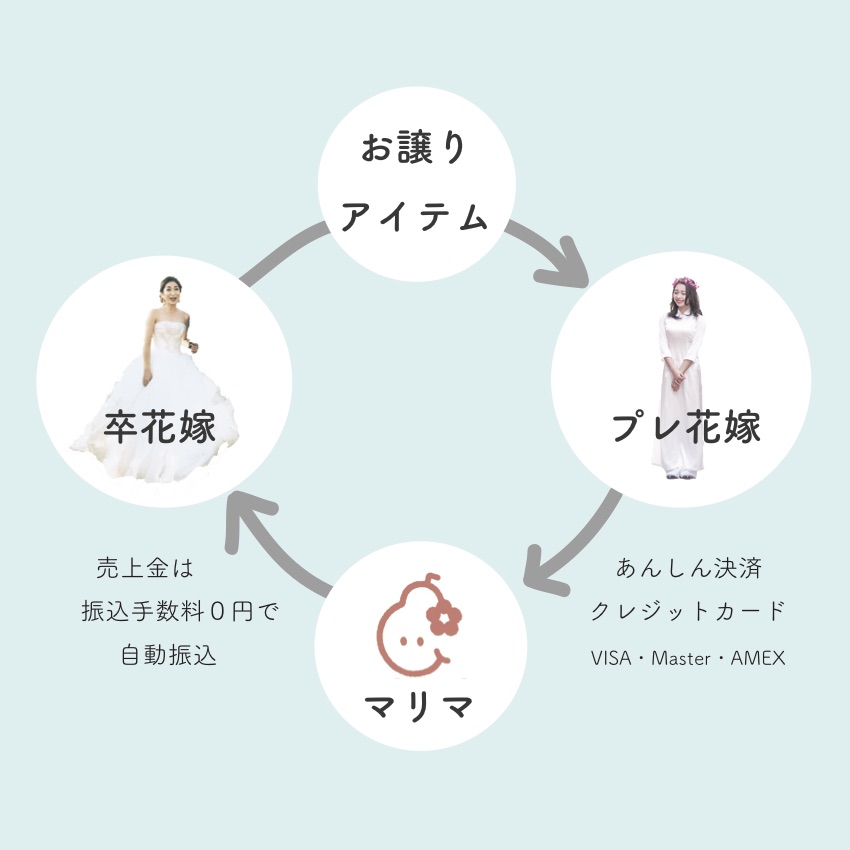 お譲り
アイテム
卒花嫁
プレ花嫁
売上金は
振込手数料０円で
自動振込
あんしん決済
クレジットカード
VISA・Master・AMEX
マリマ